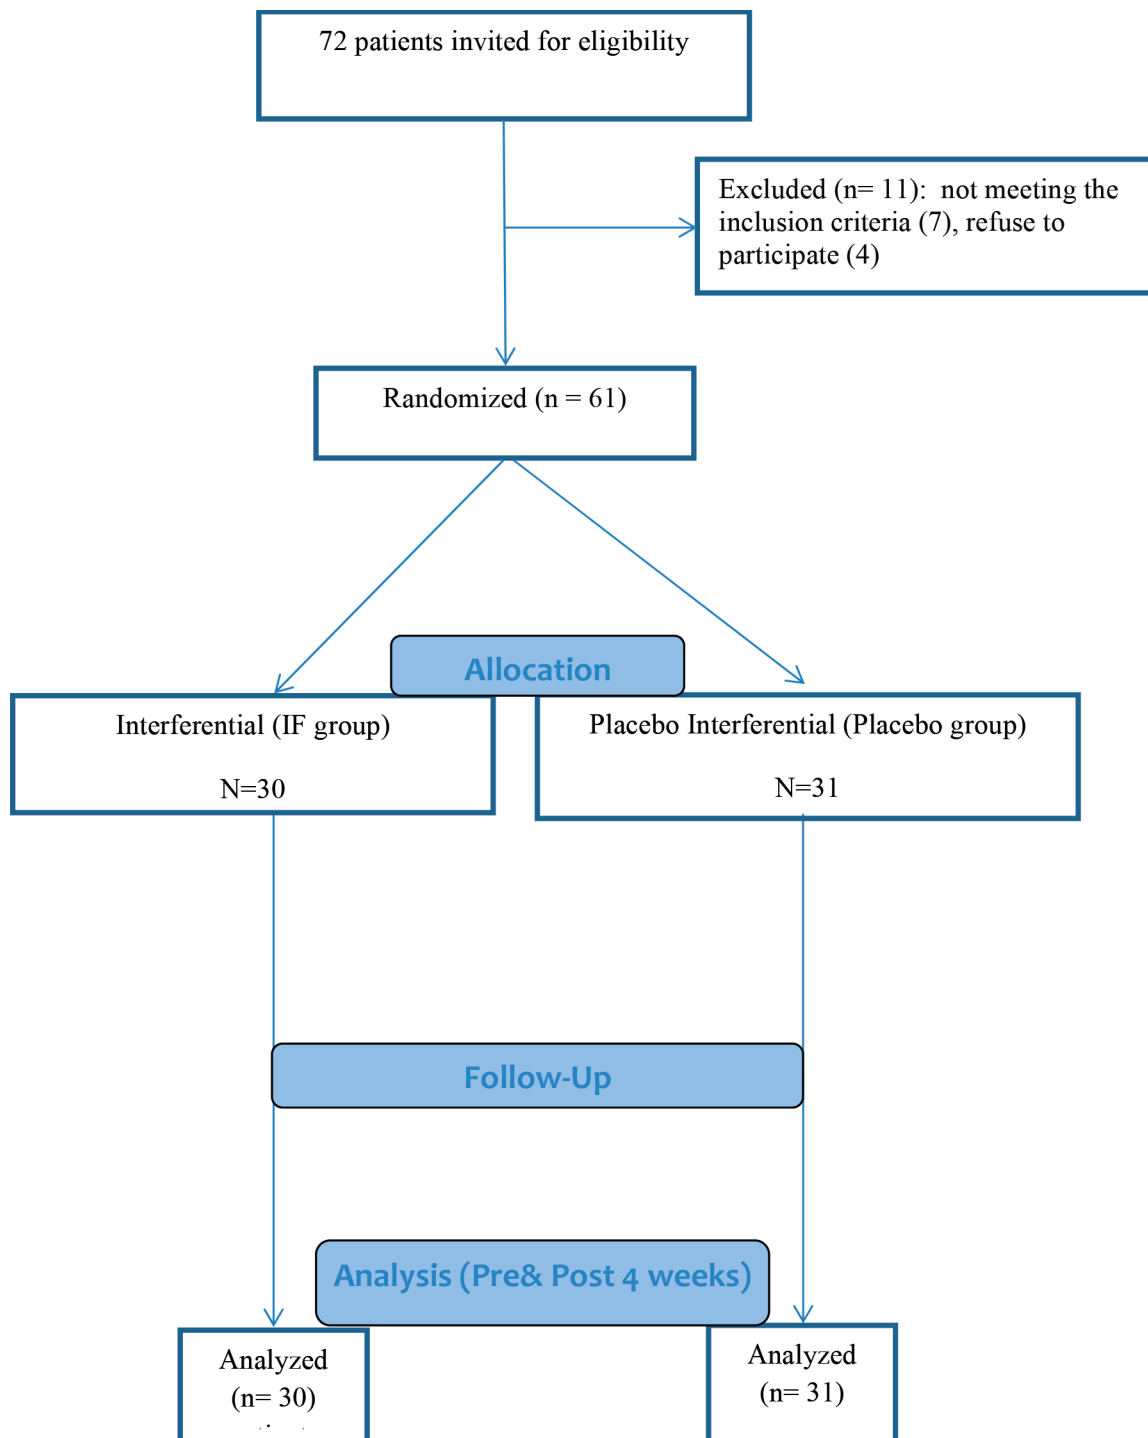 72 patients invited for eligibility
Excluded (n= 11):  not meeting the
inclusion criteria (7), refuse to
participate (4)
Randomized (n = 61)
Allocation
Interferential (IF group)
N=30
Placebo Interferential (Placebo group)
N=31
Follow-Up
Analysis (Pre& Post 4 weeks)
Analyzed
(n= 30)
Analyzed
(n= 31)